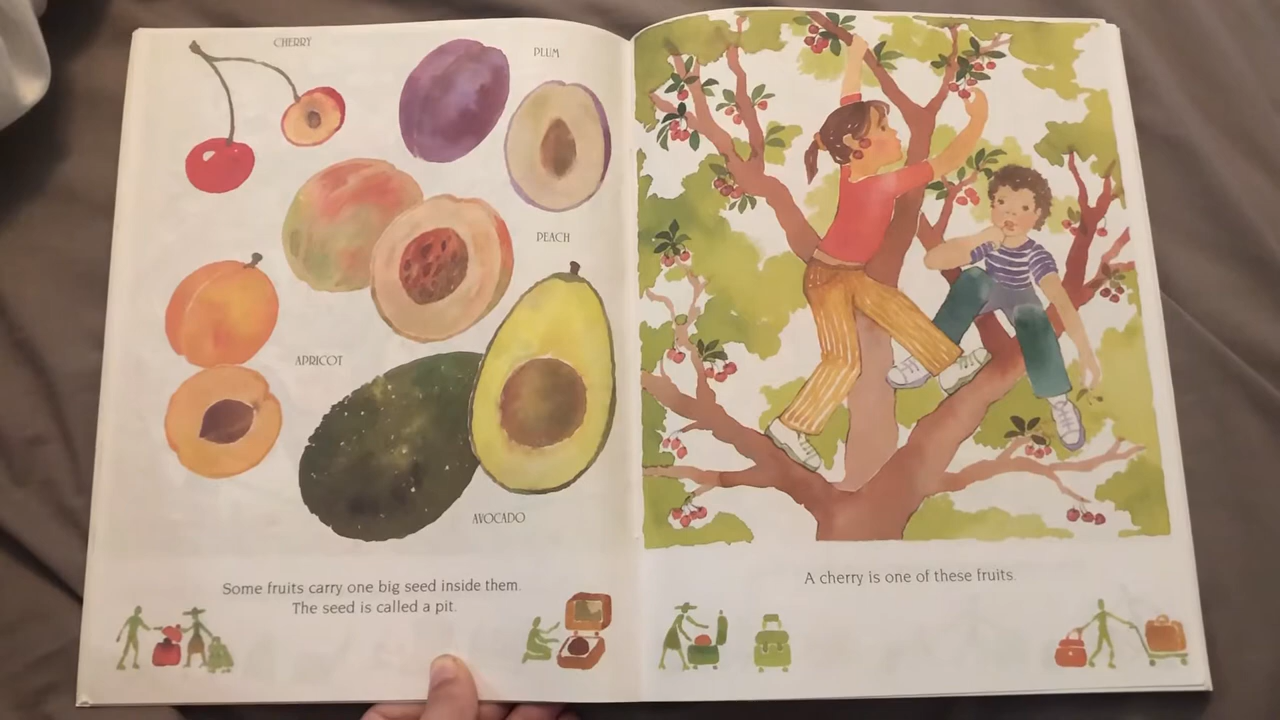 CHERRY
PLUM
PEACH
APRICOT
AVOCADO
Some fruits carry one big seed inside them.
The seed is called a pit.
A cherry is one of these fruits.